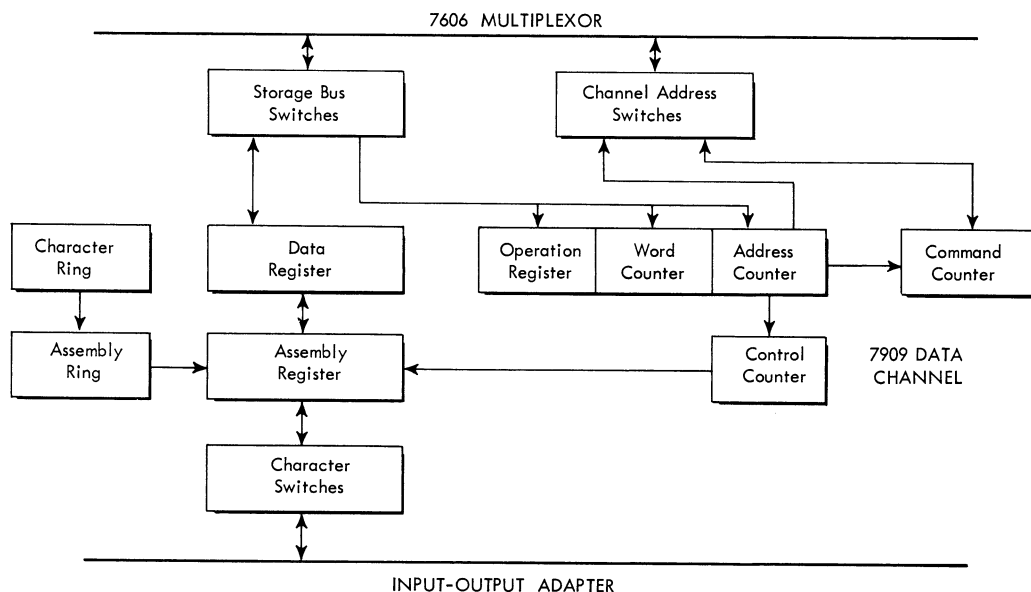 7606 MULTIPLEXOR
Storage Bus
Switches
Channel Address
Switches
Character
Ring
Data
Register
Operation
Register
Word
Counter
Address
Counter
Command
Counter
Assembly
Ring
Assembly
Register
Control
Counter
7909 DATA
CHANNEL
Character
Switches
INPUT-OUTPUT ADAPTER